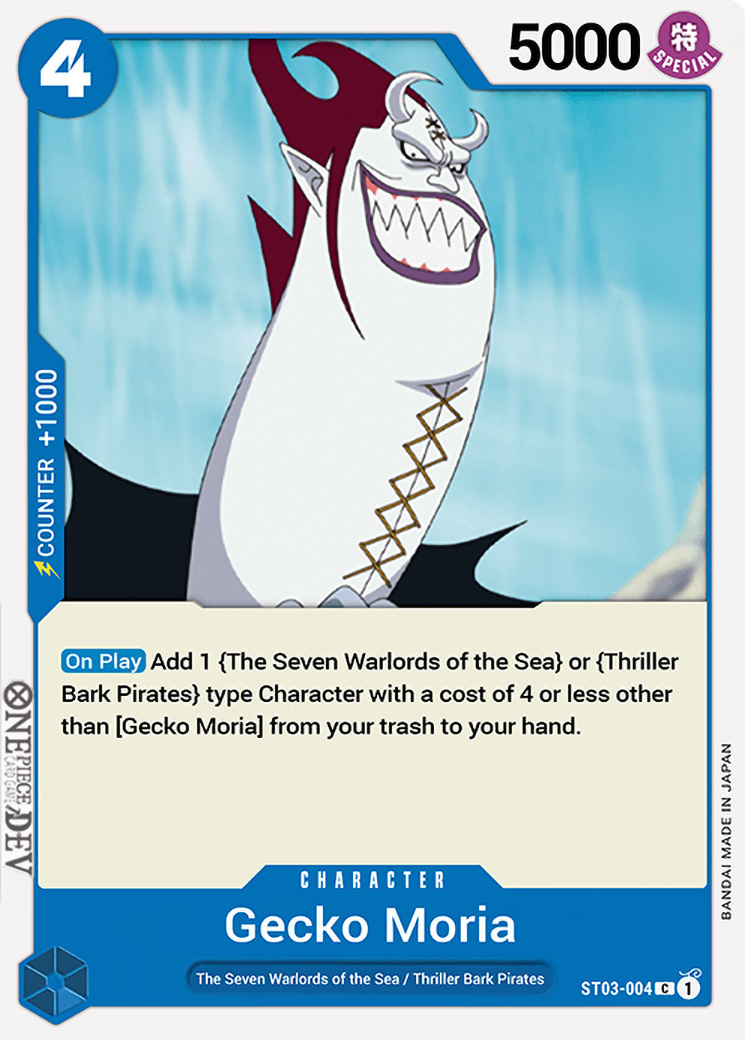 4
5000
特
SPECIAL
COUNTER +1000
On Play Add 1 {The Seven Warlords of the Sea} or {Thriller
Bark Pirates} type Character with a cost of 4 or less other
than [Gecko Moria] from your trash to your hand.
ONE PIECE
CARD GAME
DEV
BANDAI MADE IN JAPAN
CHARACTER
Gecko Moria
The Seven Warlords of the Sea / Thriller Bark Pirates
ST03-004 C 1